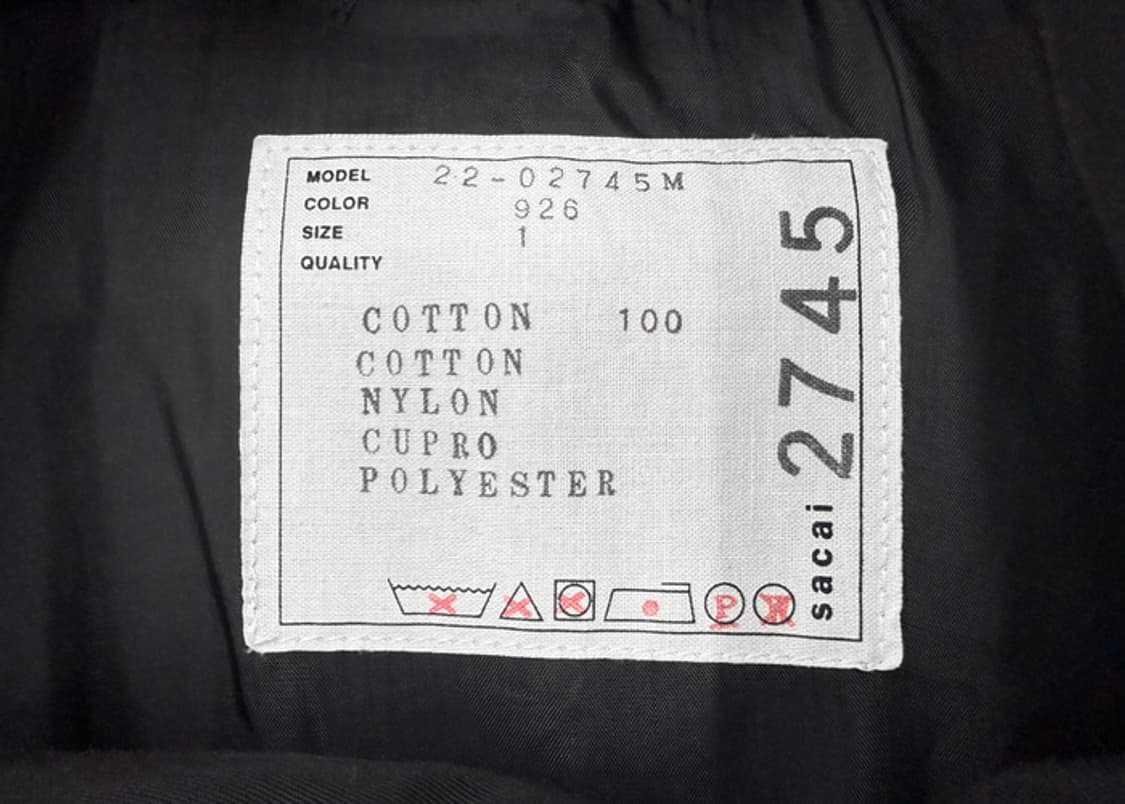 MODEL 22-02745M
COLOR 926
SIZE 1
QUALITY
COTTON 100
COTTON
NYLON
CUPRO
POLYESTER
P W
sacai 2745